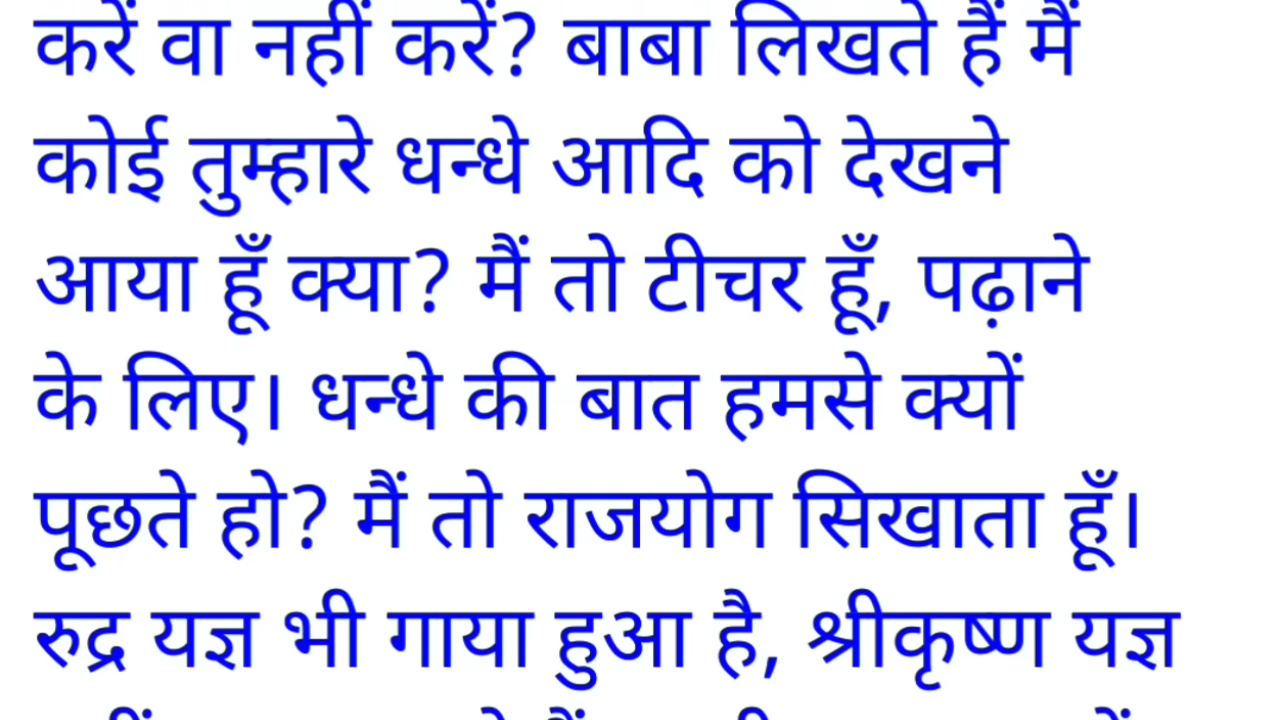 करें वा नहीं करें? बाबा लिखते हैं मैं
कोई तुम्हारे धन्धे आदि को देखने
आया हूँ क्या? मैं तो टीचर हूँ, पढ़ाने
के लिए। धन्धे की बात हमसे क्यों
पूछते हो? मैं तो राजयोग सिखाता हूँ।
रुद्र यज्ञ भी गाया हुआ है, श्रीकृष्ण यज्ञ